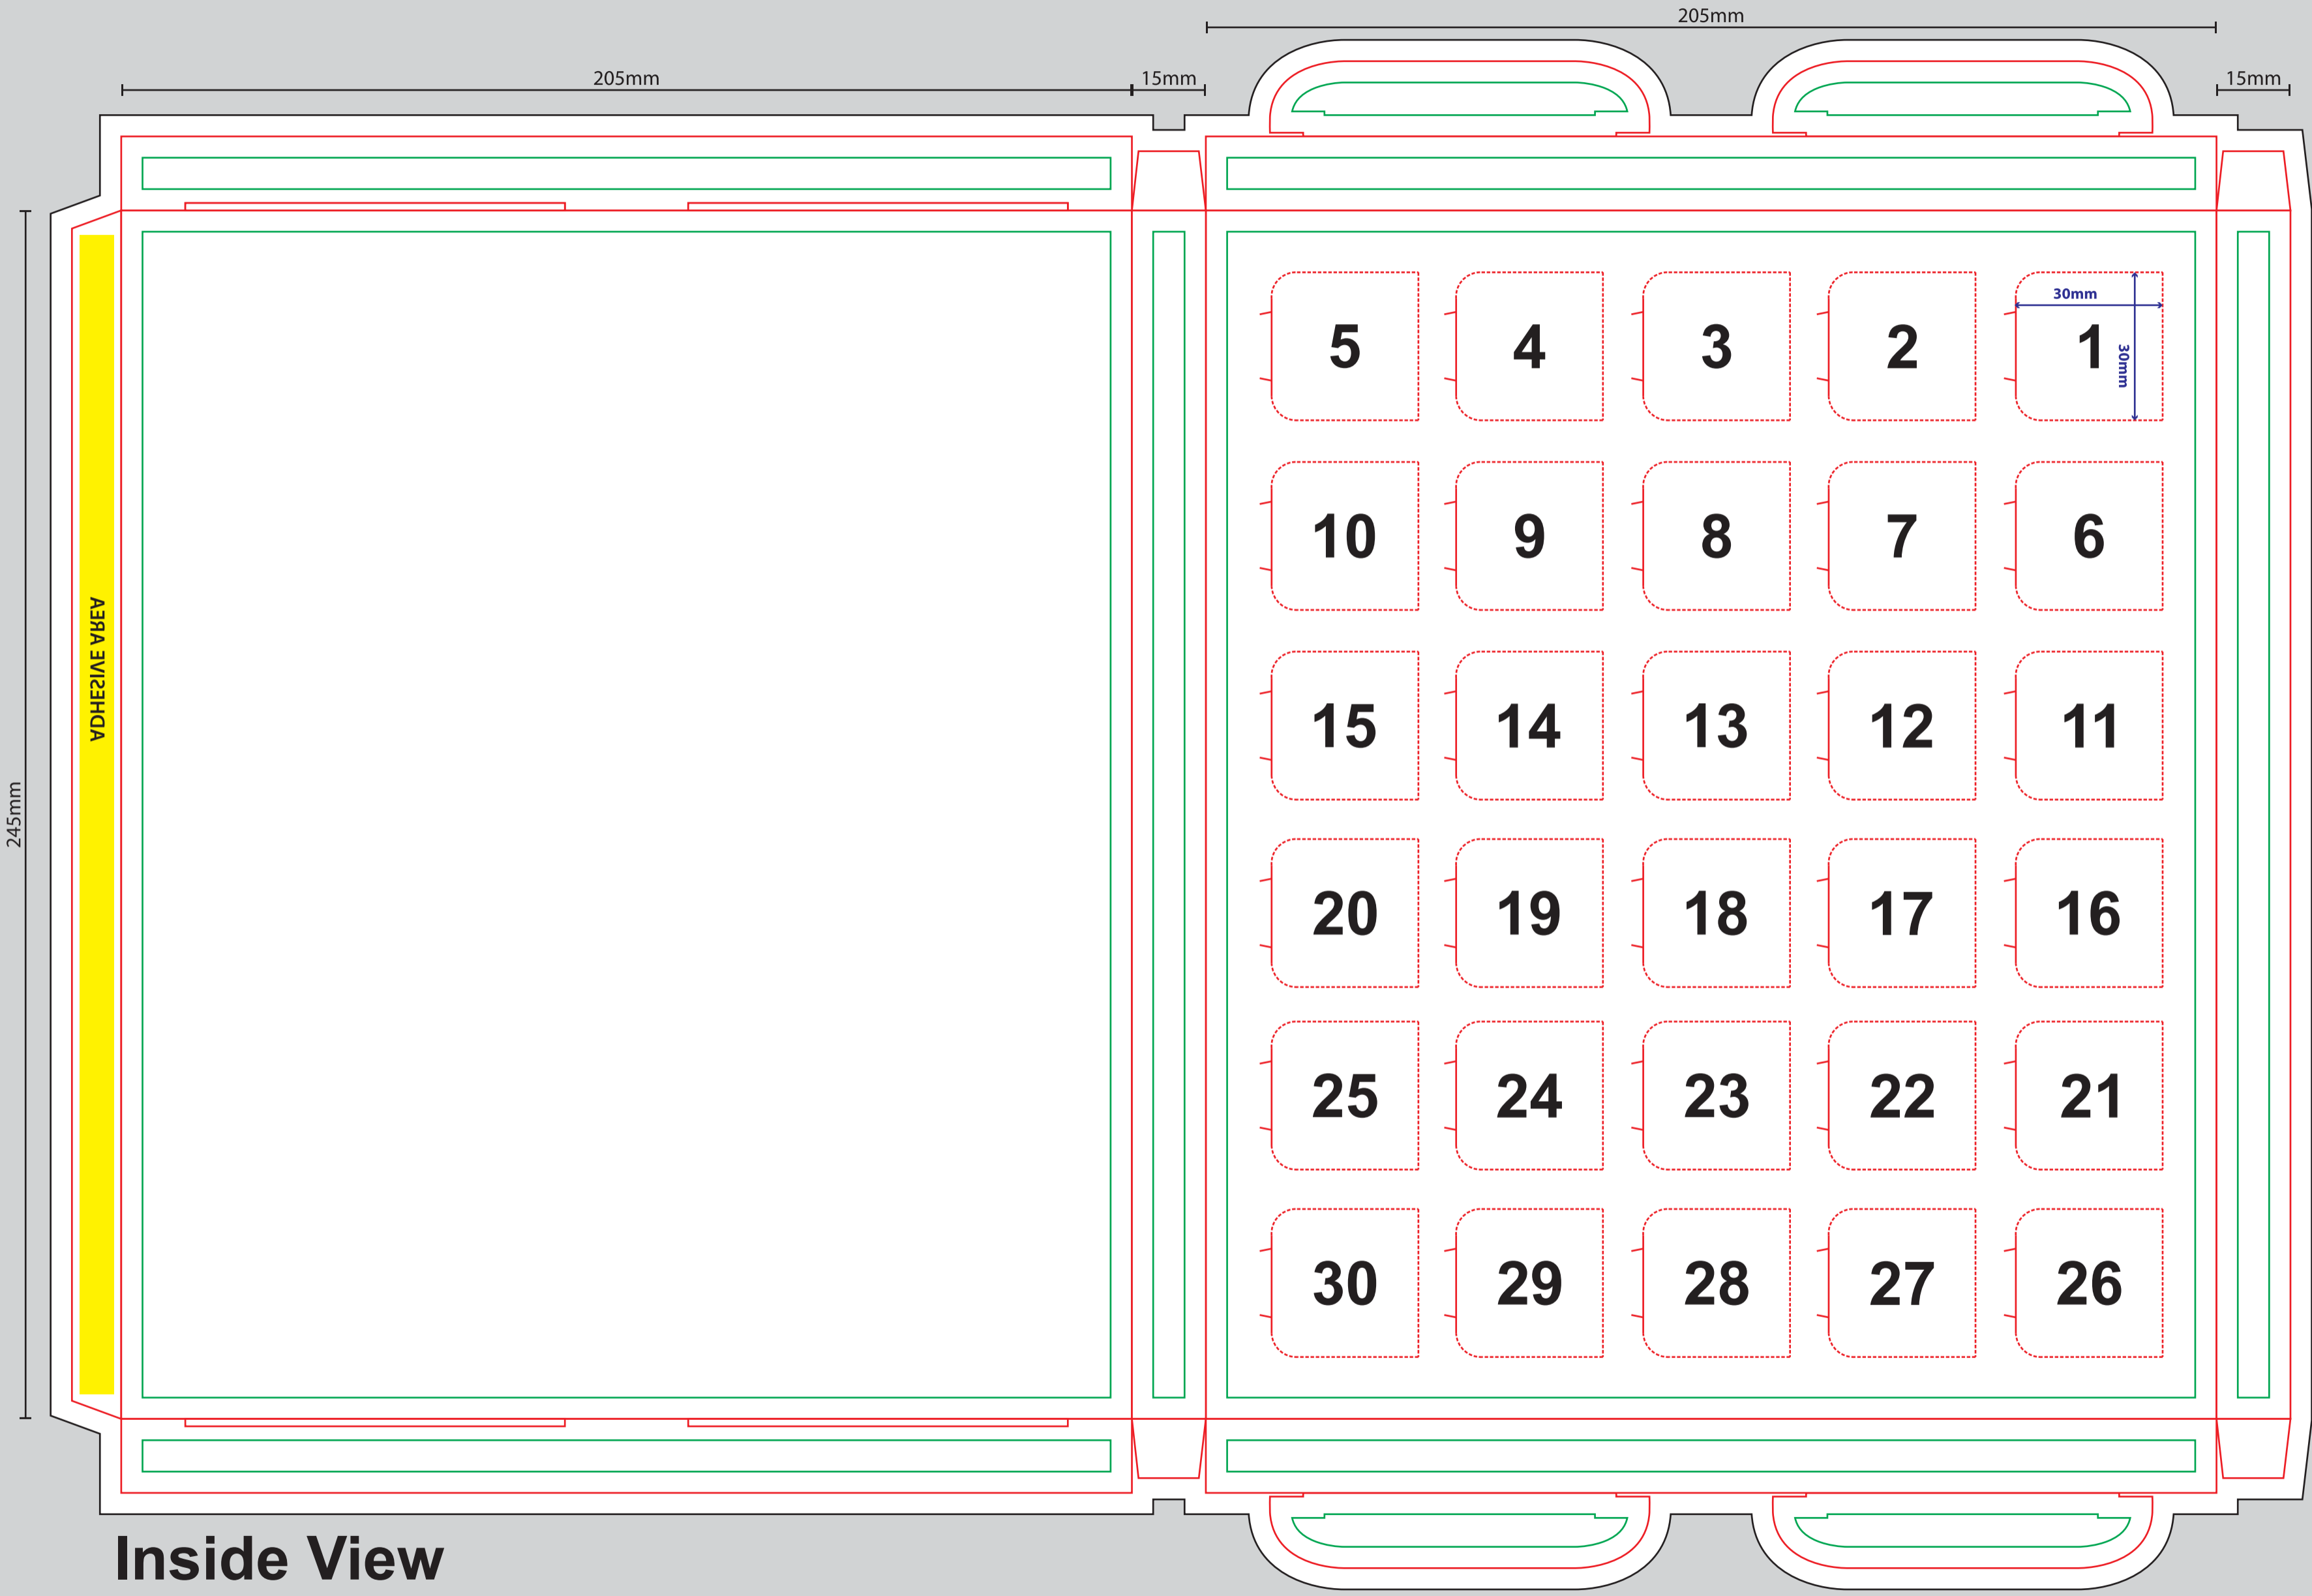 205mm
205mm
15mm
15mm
245mm
ADHESIVE AREA
30mm
30mm
5 4 3 2 1
10 9 8 7 6
15 14 13 12 11
20 19 18 17 16
25 24 23 22 21
30 29 28 27 26
Inside View